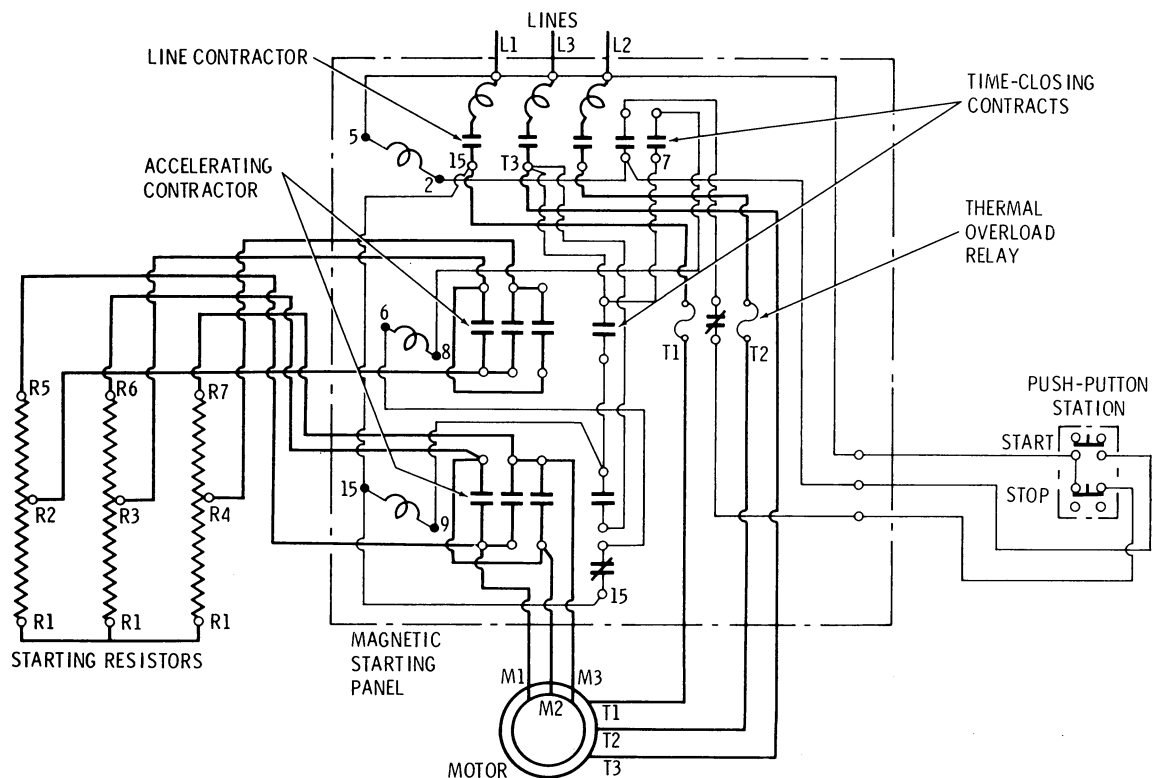 LINES
L1 L3 L2
LINE CONTRACTOR
TIME-CLOSING
CONTRACTS
5
15 T3 7
2
ACCELERATING
CONTRACTOR
THERMAL
OVERLOAD
RELAY
6
8
T1 T2
R5 R6 R7
PUSH-PUTTON
STATION
START
STOP
15
R2 R3 R4
9
15
R1 R1 R1
STARTING RESISTORS
MAGNETIC
STARTING
PANEL
M1 M3
M2
T1
T2
T3
MOTOR